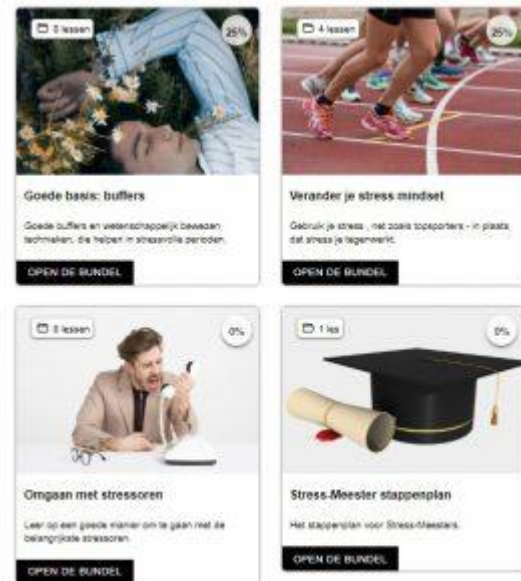 8 lessen
25%
Goede basis: buffers
Goede buffers en wetenschappelijk bewezen
technieken, die helpen in stressvolle perioden.
OPEN DE BUNDEL
4 lessen
25%
Verander je stress mindset
Gebruik je stress , net zoals topsporters - in plaats
dat stress je tegenwerkt.
OPEN DE BUNDEL
lessen
0%
Omgaan met stressoren
Leer op een goede manier om te gaan met de
belangrijkste stressoren.
OPEN DE BUNDEL
1 les
0%
Stress-Meester stappenplan
Het stappenplan voor Stress-Meesters.
OPEN DE BUNDEL